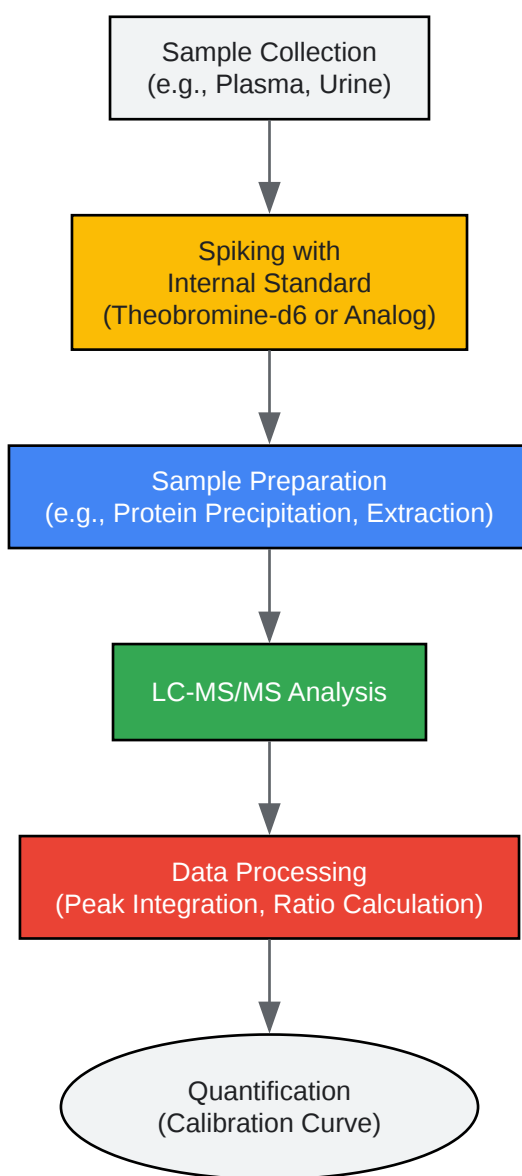 Sample Collection
(e.g., Plasma, Urine)
Spiking with
Internal Standard
(Theobromine-d6 or Analog)
Sample Preparation
(e.g., Protein Precipitation, Extraction)
LC-MS/MS Analysis
Data Processing
(Peak Integration, Ratio Calculation)
Quantification
(Calibration Curve)